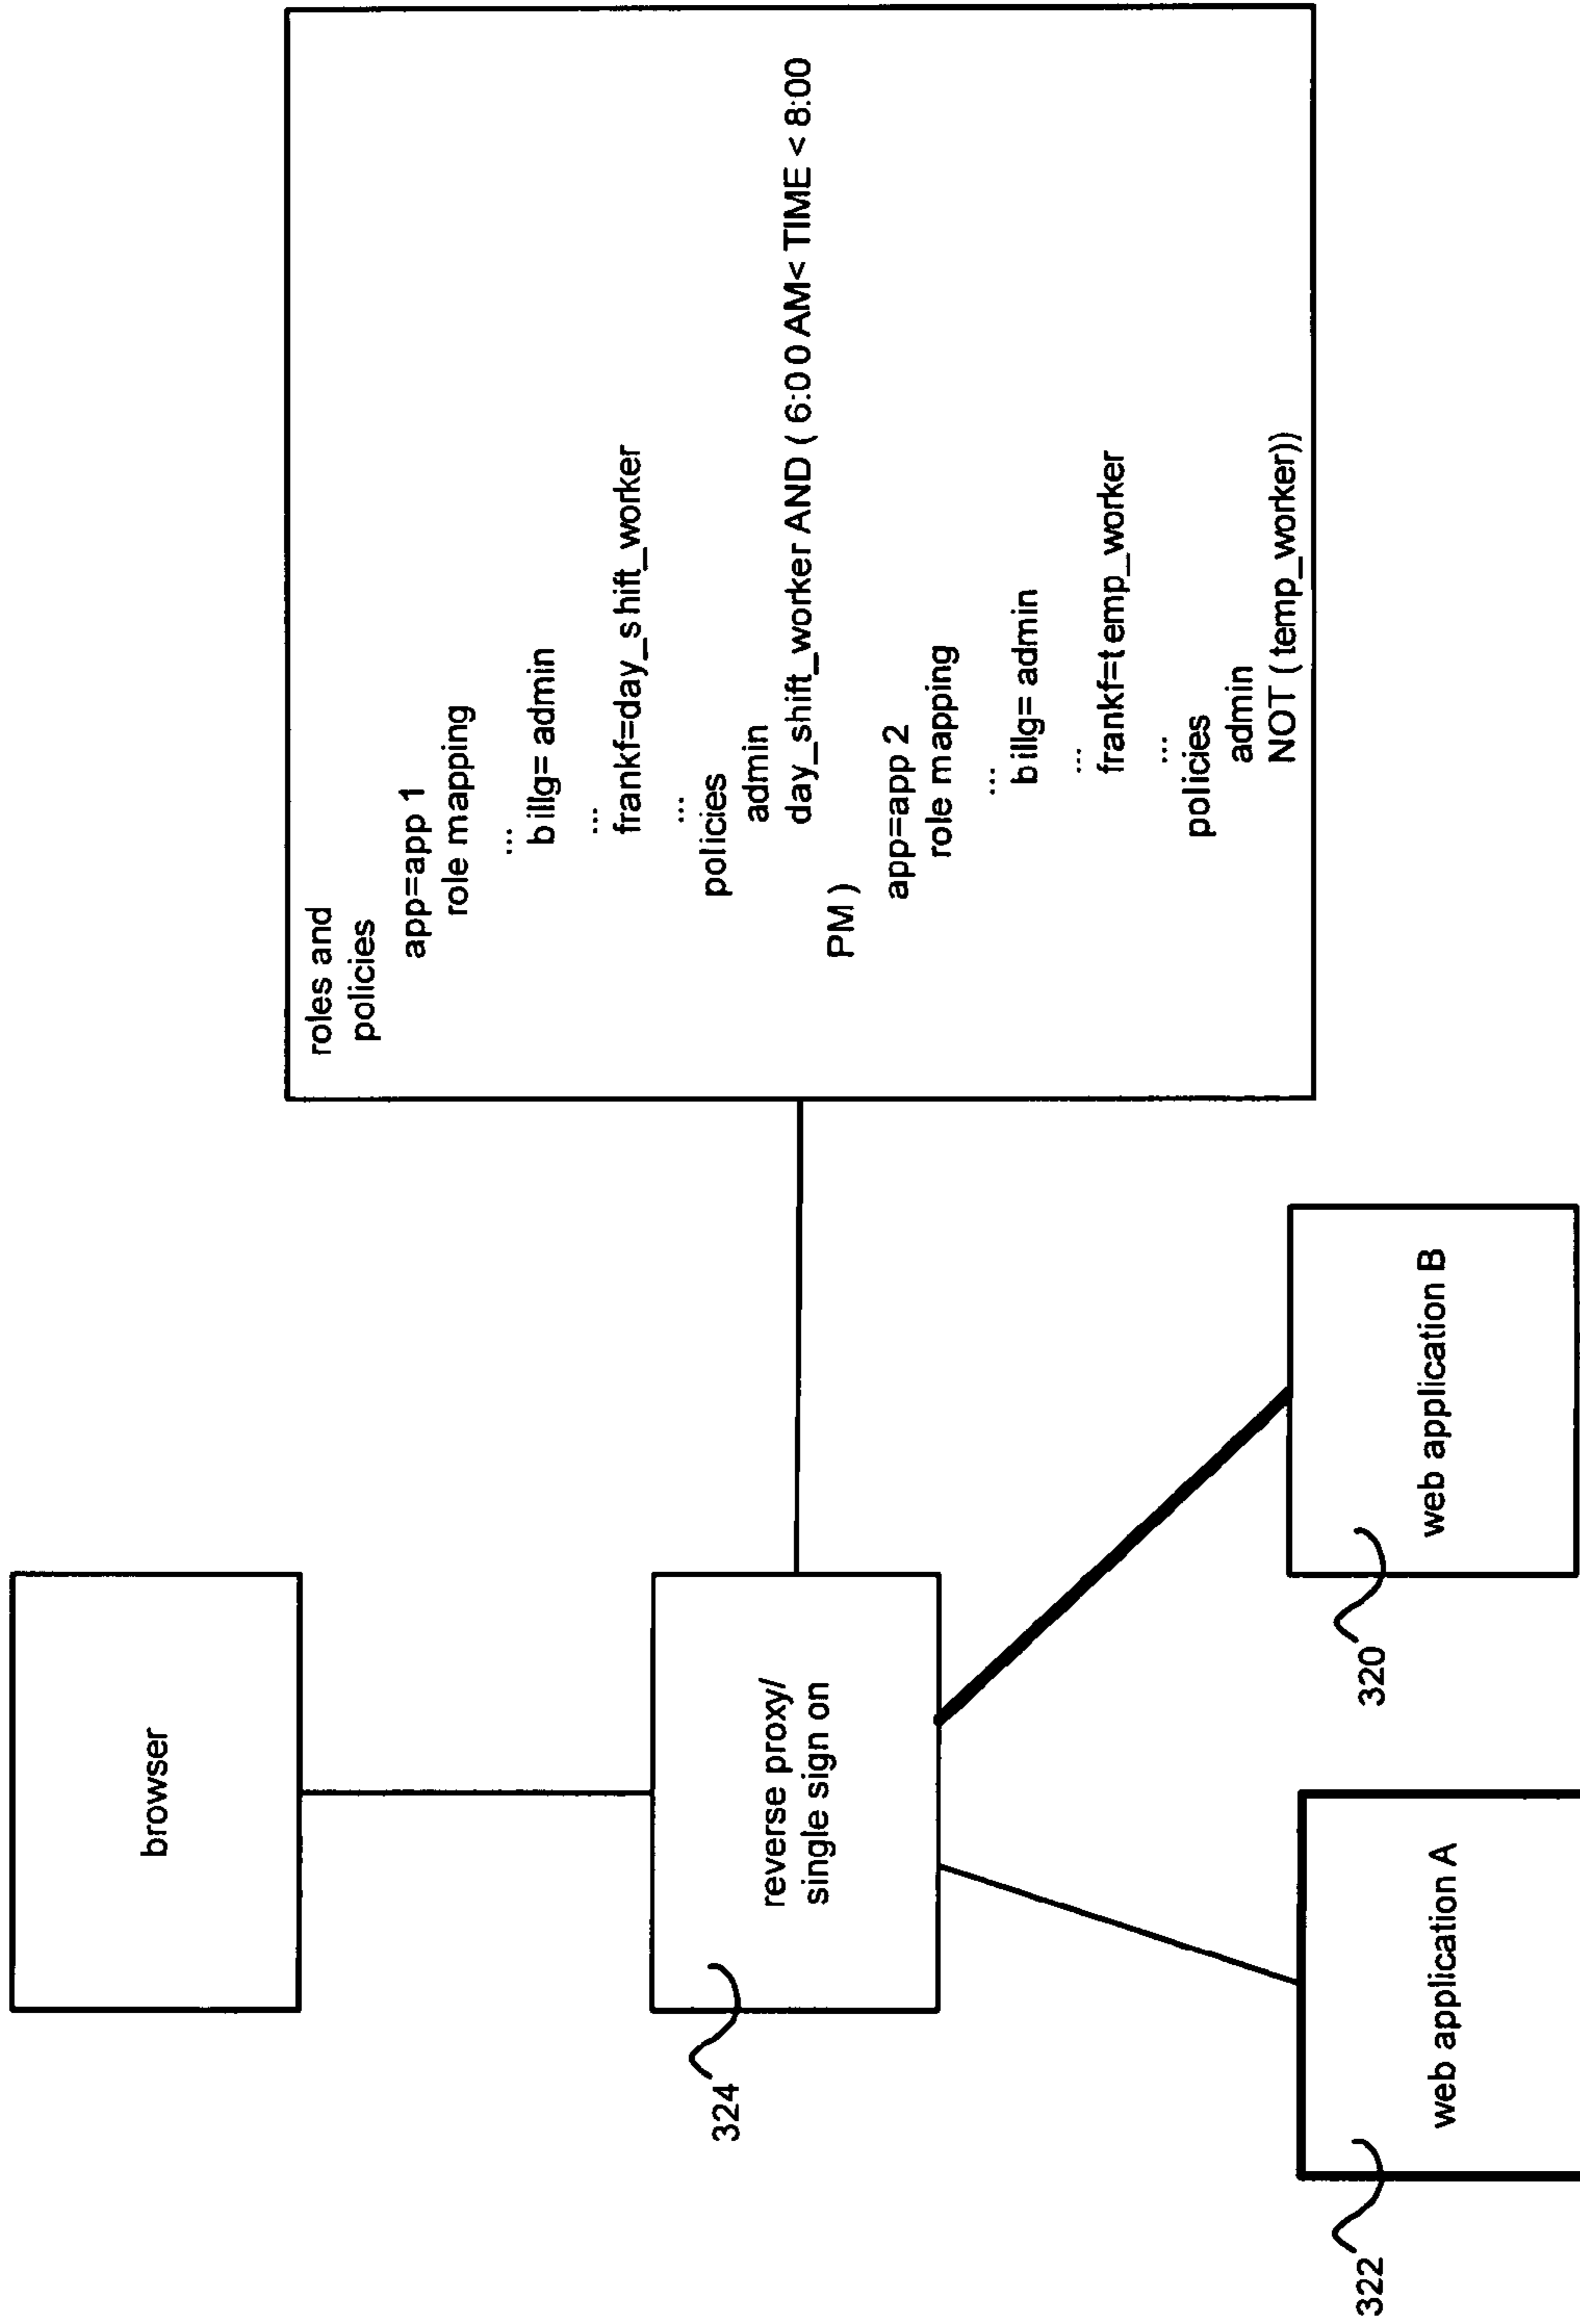 browser
324
reverse proxy/
single sign on
322
web application A
320
web application B
roles and
policies
app=app 1
role mapping
...
billg= admin
...
frankf=day_shift_worker
...
policies
admin
day_shift_worker AND ( 6:00 AM< TIME < 8:00
PM )
app=app 2
role mapping
...
billg= admin
...
frankf=temp_worker
...
policies
admin
NOT ( temp_worker))